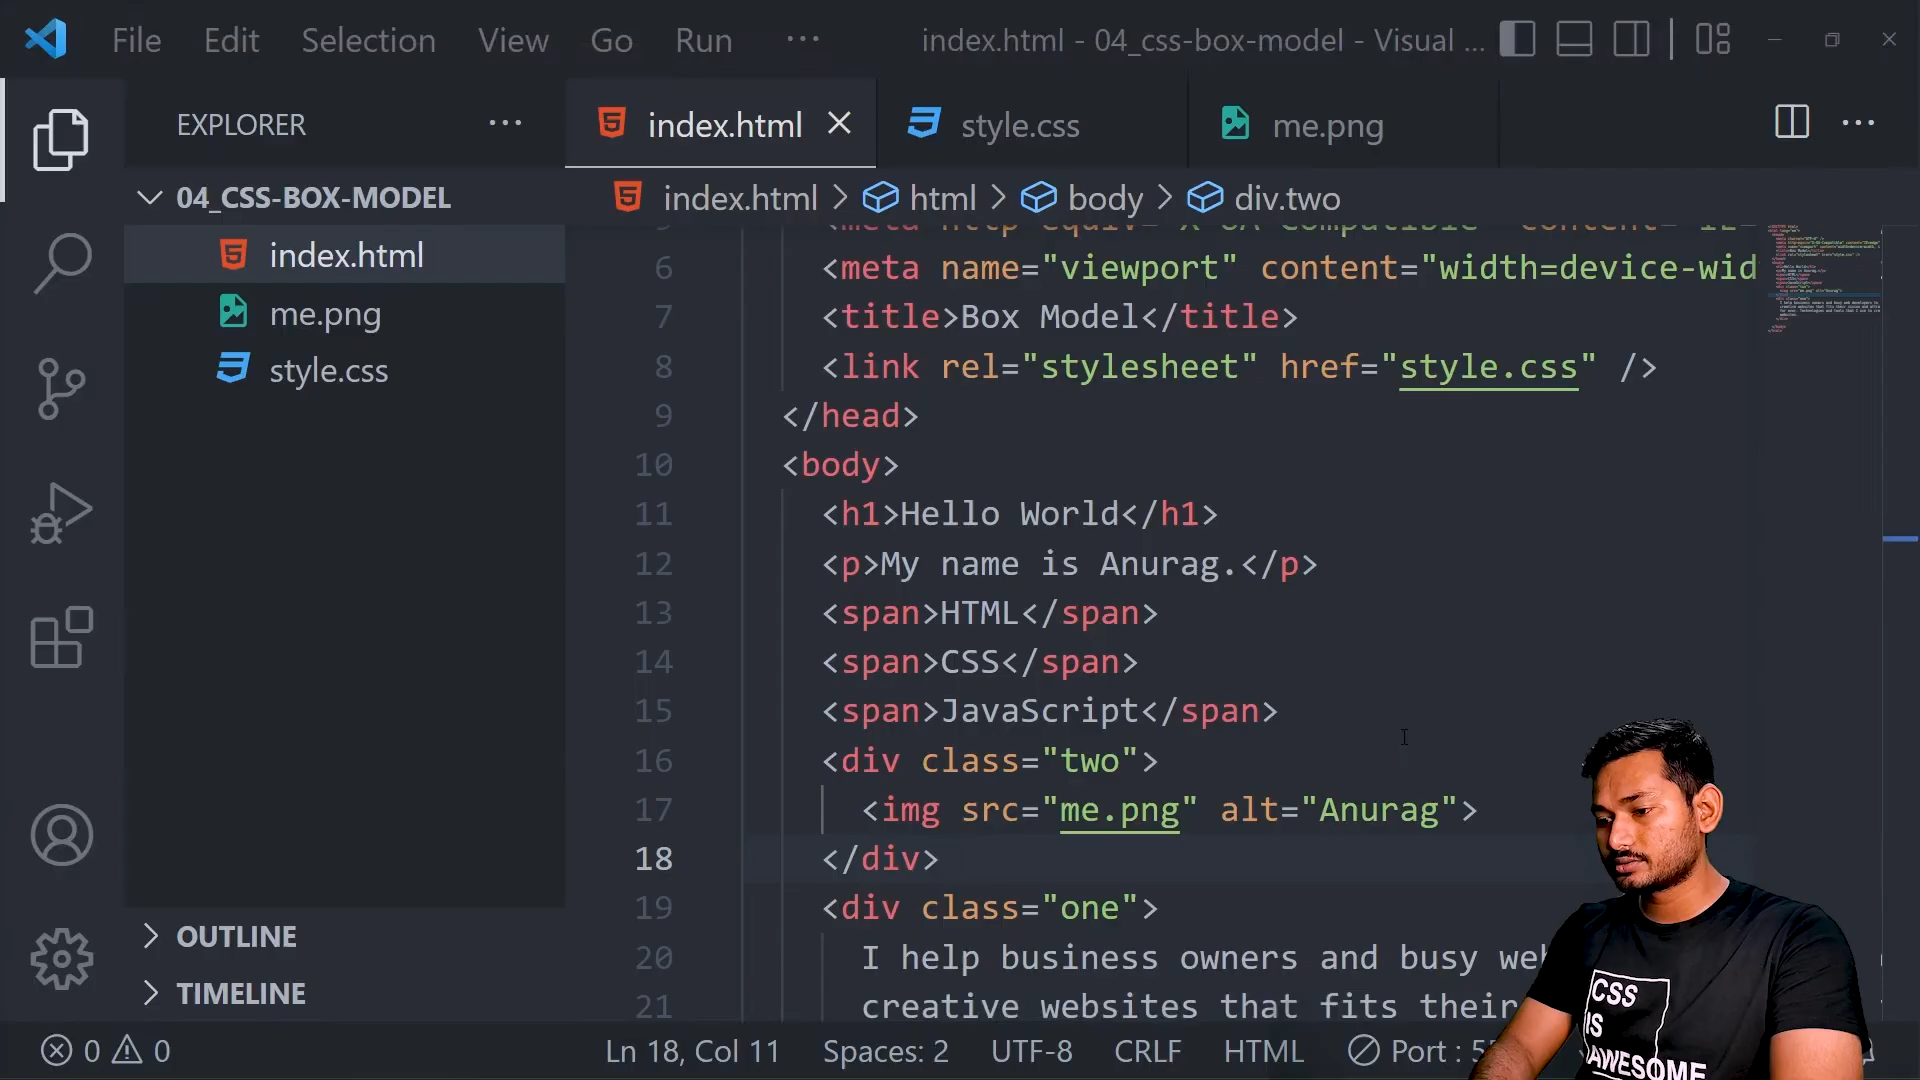 File Edit Selection View Go Run ··· index.html - 04_css-box-model - Visual ...
EXPLORER ···
index.html
style.css
me.png
04_CSS-BOX-MODEL
index.html
me.png
style.css
index.html > html > body > div.two
6 <meta name="viewport" content="width=device-wid
7 <title>Box Model</title>
8 <link rel="stylesheet" href="style.css" />
9 </head>
10 <body>
11 <h1>Hello World</h1>
12 <p>My name is Anurag.</p>
13 <span>HTML</span>
14 <span>CSS</span>
15 <span>JavaScript</span>
16 <div class="two">
17 <img src="me.png" alt="Anurag">
18 </div>
19 <div class="one">
20 I help business owners and busy
21 creative websites that fits their
OUTLINE
TIMELINE
0 0
Ln 18, Col 11 Spaces: 2 UTF-8 CRLF HTML Port :
CSS
IS
AWESOME